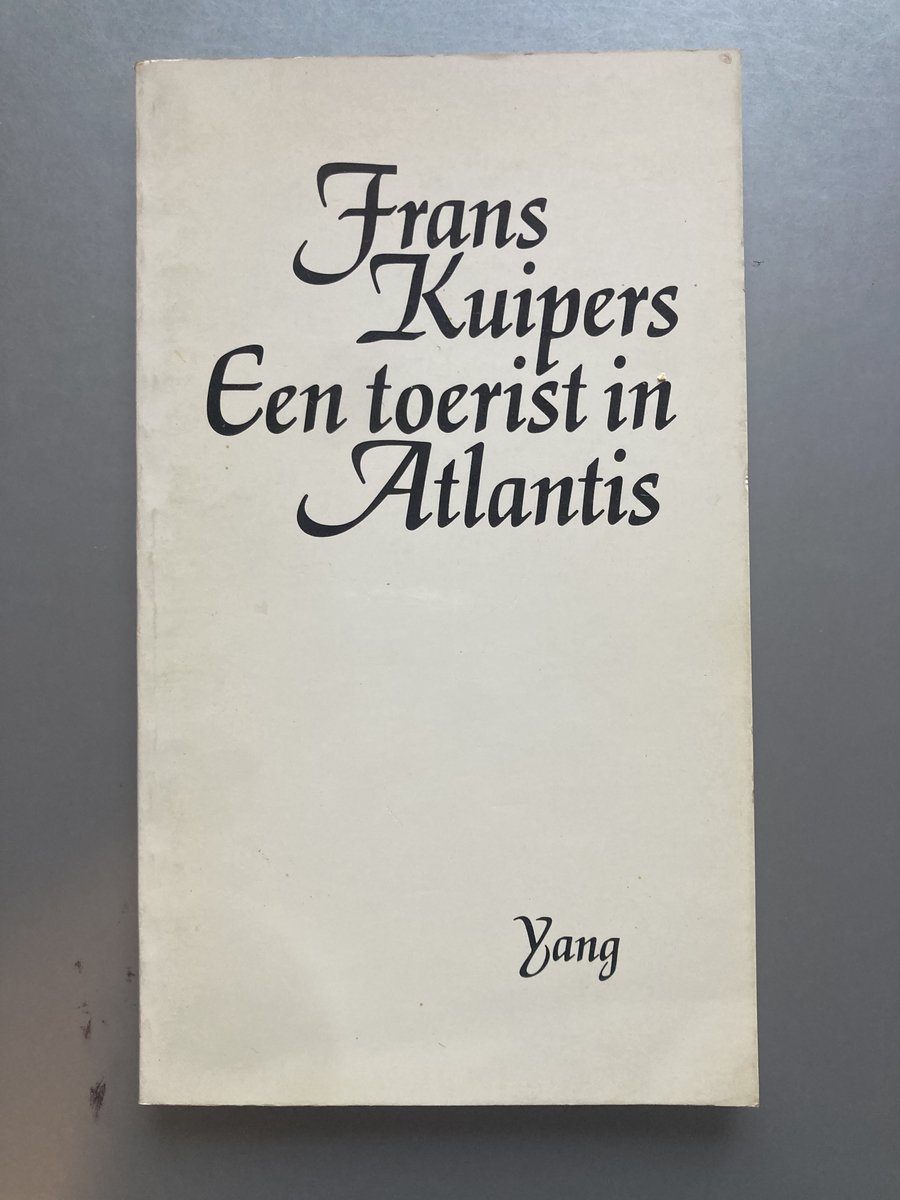 Frans
Kuipers
Een toerist in
Atlantis
Yang